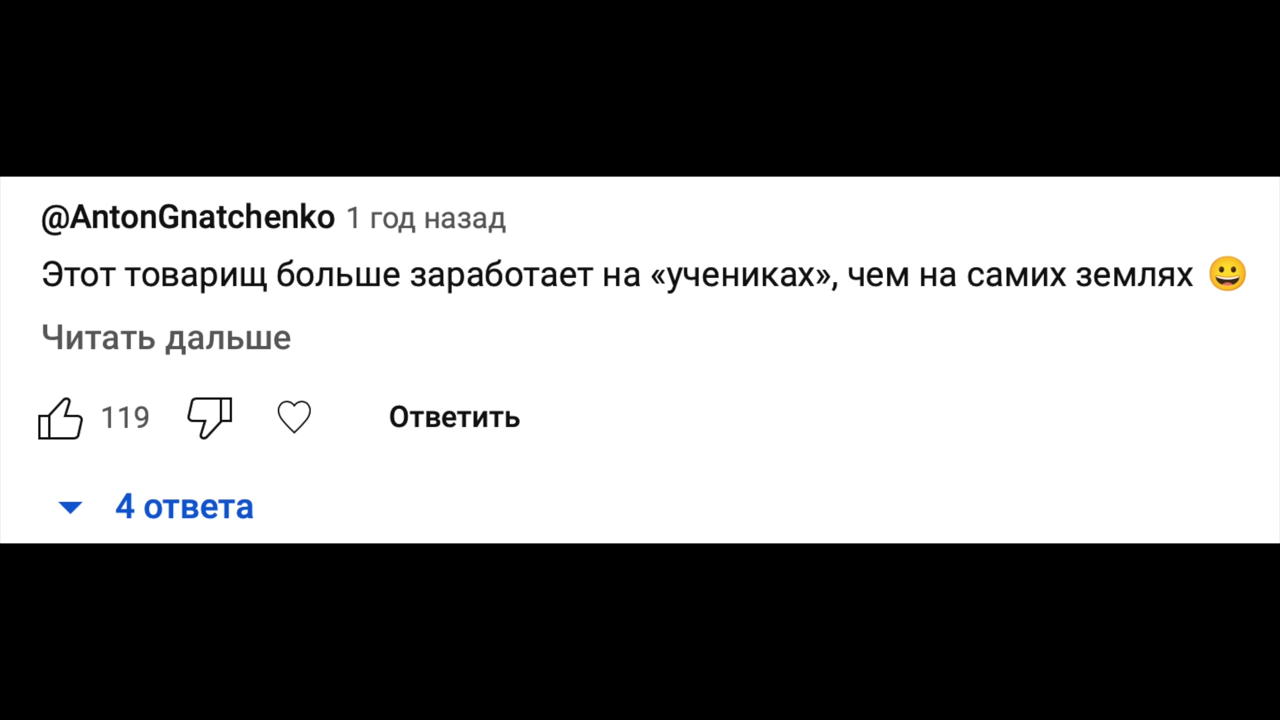 @AntonGnatchenko 1 год назад
Этот товарищ больше заработает на «учениках», чем на самих землях 😀
Читать дальше
119 Ответить
4 ответа